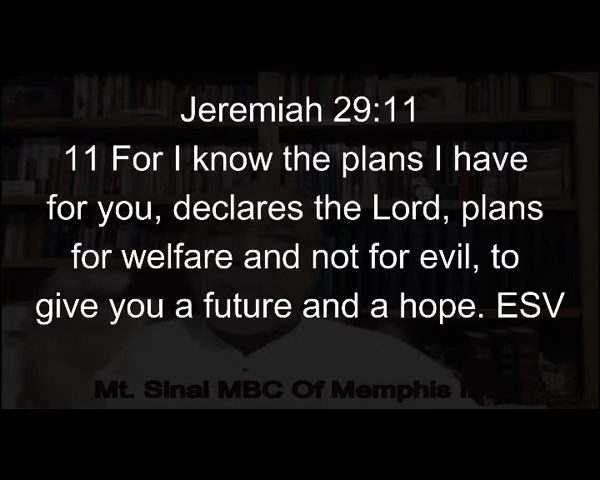 Jeremiah 29:11
11 For I know the plans I have
for you, declares the Lord, plans
for welfare and not for evil, to
give you a future and a hope. ESV
Mt. Sinai MBC Of Memphis